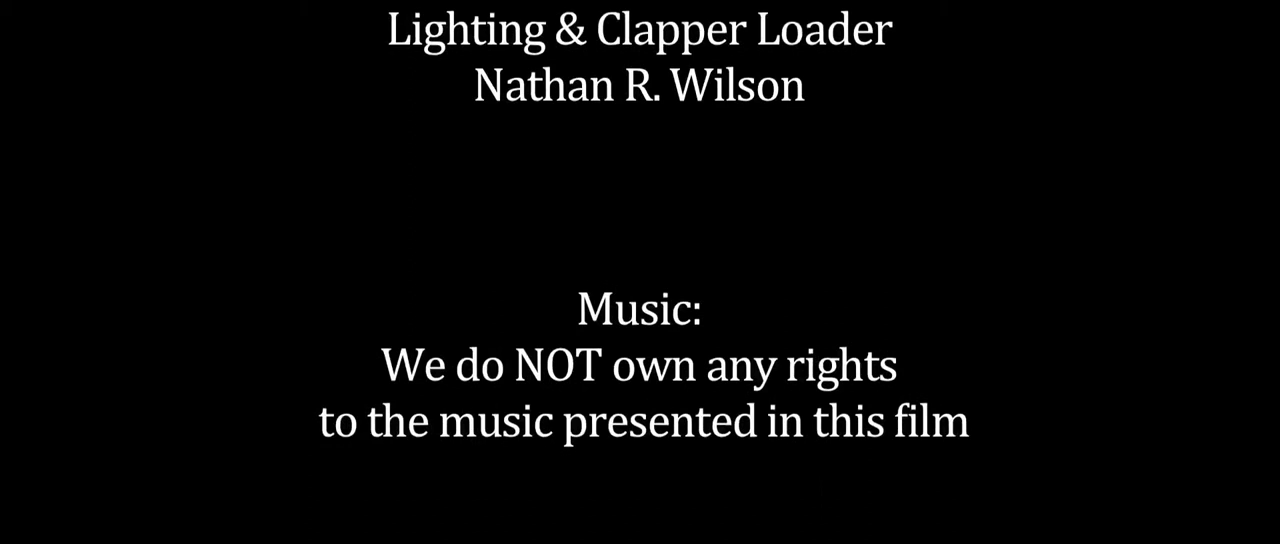 Lighting & Clapper Loader
Nathan R. Wilson
Music:
We do NOT own any rights
to the music presented in this film